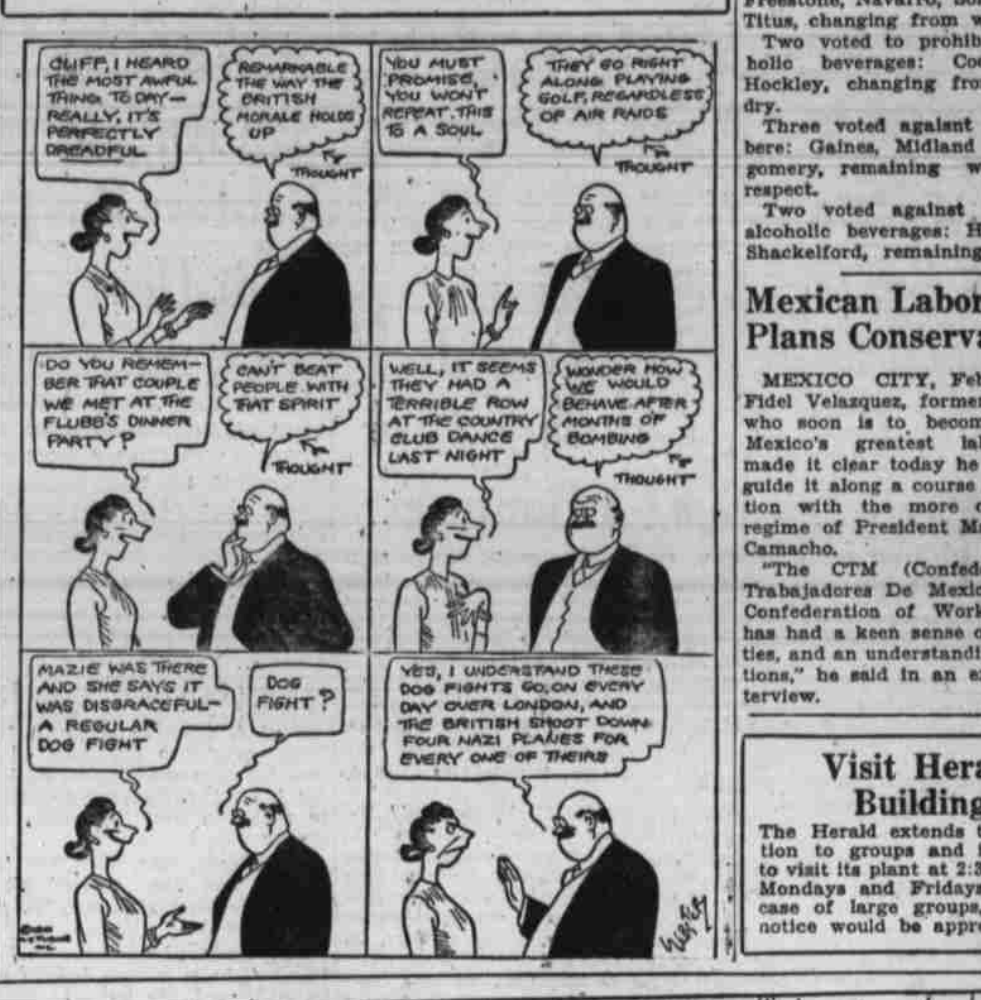 CLIFF, I HEARD
THE MOST AWFUL
THING TO DAY—
REALLY, IT'S
PERFECTLY
DREADFUL
REMARKABLE
THE WAY THE
BRITISH
MORALE HOLDS
UP
THOUGHT
YOU MUST
PROMISE,
YOU WON'T
REPEAT THIS
TO A SOUL
THEY GO RIGHT
ALONG PLAYING
GOLF, REGARDLESS
OF AIR RAIDS
THOUGHT
DO YOU REMEM-
BER THAT COUPLE
WE MET AT THE
FLUBB'S DINNER
PARTY?
CAN'T BEAT
PEOPLE WITH
THAT SPIRIT
THOUGHT
WELL, IT SEEMS
THEY HAD A
TERRIBLE ROW
AT THE COUNTRY
CLUB DANCE
LAST NIGHT
WONDER HOW
WE WOULD
BEHAVE AFTER
MONTHS OF
BOMBING
THOUGHT
MAZIE WAS THERE
AND SHE SAYS IT
WAS DISGRACEFUL—
A REGULAR
DOG FIGHT
DOG
FIGHT?
YES, I UNDERSTAND THESE
DOG FIGHTS GO ON EVERY
DAY OVER LONDON, AND
THE BRITISH SHOOT DOWN
FOUR NAZI PLANES FOR
EVERY ONE OF THEIRS
Freestone, Navarro,
Titus, changing from w
Two voted to prohib
holic beverages: Co
Hockley, changing fro
dry.
Three voted against
bere: Gaines, Midland
gomery, remaining w
respect.
Two voted against
alcoholic beverages: H
Shackelford, remaining
Mexican Labor
Plans Conserva
MEXICO CITY, Feb
Fidel Velazquez, former
who soon is to becom
Mexico's greatest la
made it clear today he
guide it along a course
tion with the more c
regime of President M
Camacho.
"The CTM (Confede
Trabajadores De Mexic
Confederation of Work
has had a keen sense o
ties, and an understandi
tions," he said in an e
terview.
Visit Hera
Building
The Herald extends t
tion to groups and i
to visit its plant at 2:3
Mondays and Fridays
case of large groups,
notice would be appre